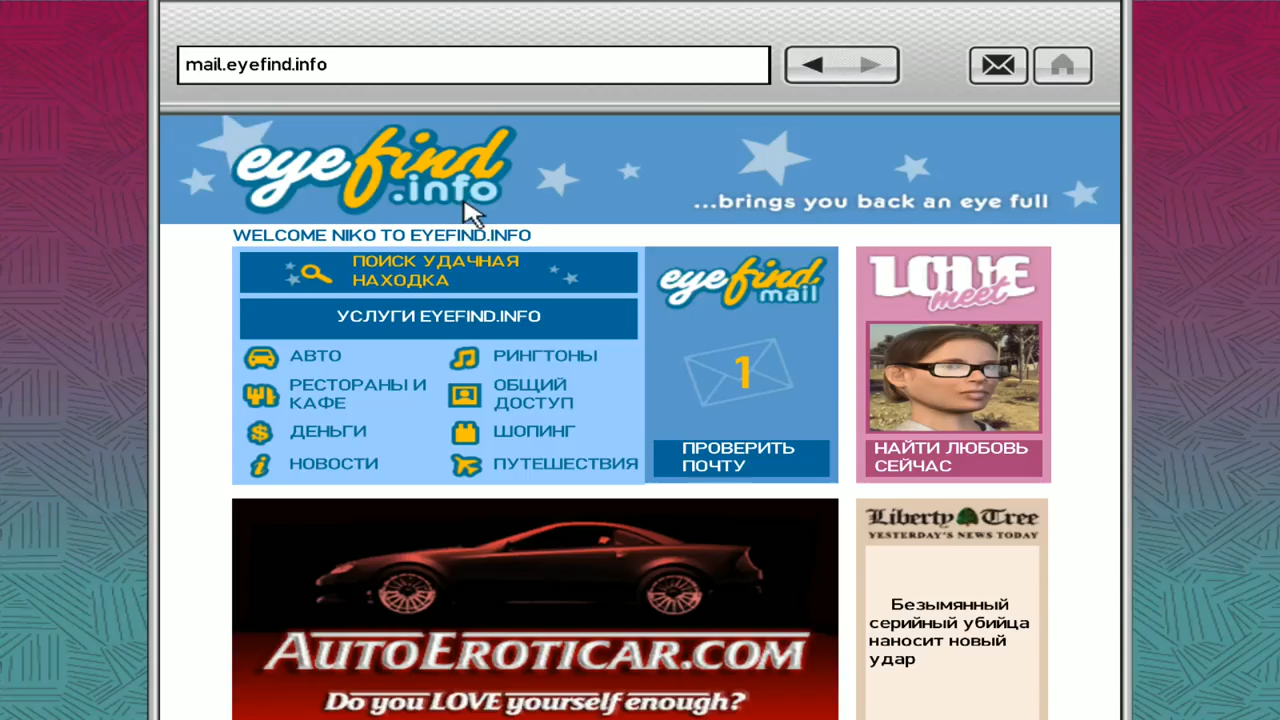 mail.eyefind.info
eyefind
.info
...brings you back an eye full
WELCOME NIKO TO EYEFIND.INFO
ПОИСК УДАЧНАЯ
НАХОДКА
УСЛУГИ EYEFIND.INFO
АВТО
РИНГТОНЫ
РЕСТОРАНЫ И
КАФЕ
ОБЩИЙ
ДОСТУП
ДЕНЬГИ
ШОПИНГ
НОВОСТИ
ПУТЕШЕСТВИЯ
eyefind
mail
1
ПРОВЕРИТЬ
ПОЧТУ
LOVE
meet
НАЙТИ ЛЮБОВЬ
СЕЙЧАС
AUTOEROTICAR.COM
Do you LOVE yourself enough?
Liberty Tree
YESTERDAY'S NEWS TODAY
Безымянный
серийный убийца
наносит новый
удар